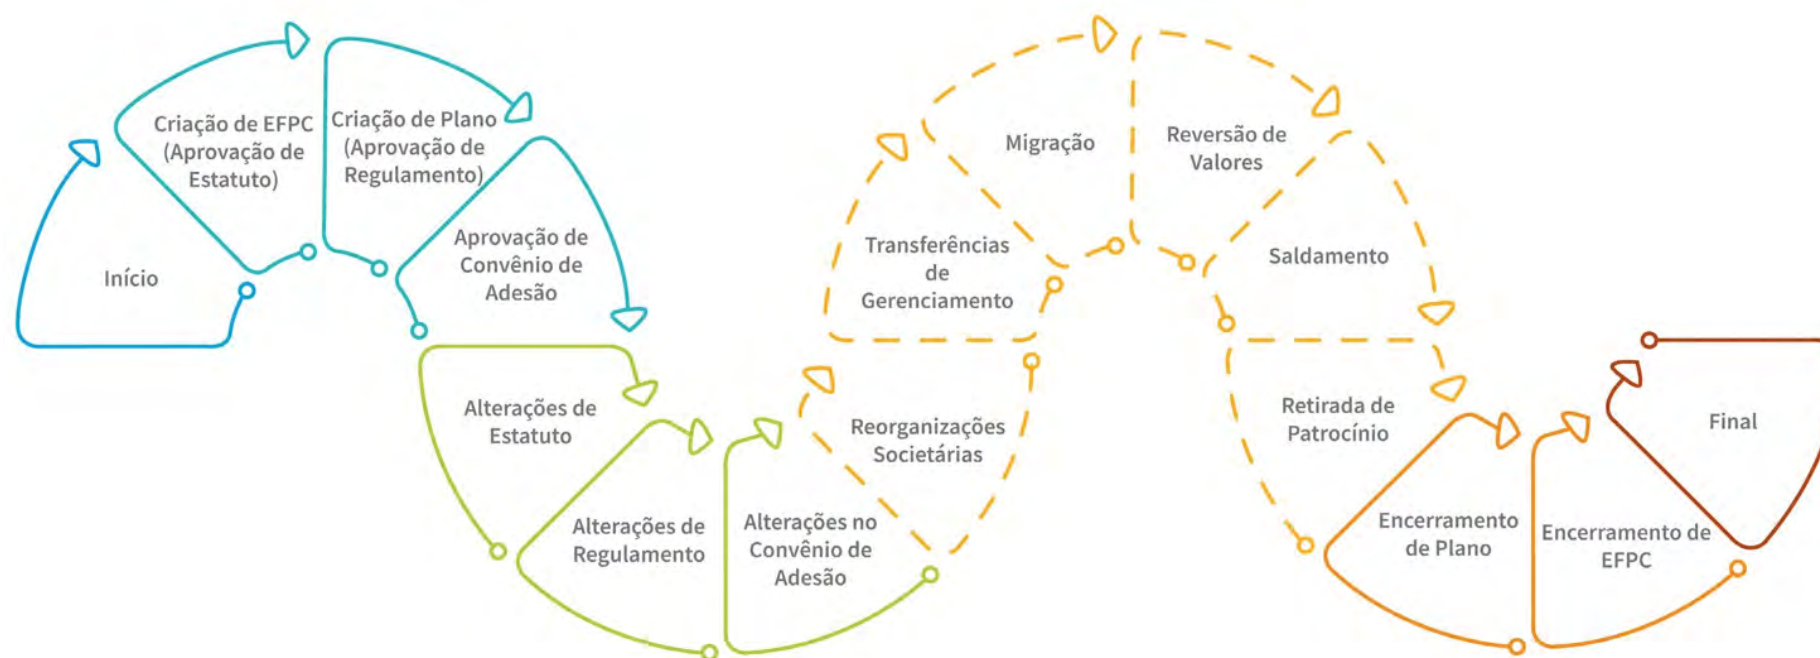 Início
Criação de EFPC
(Aprovação de
Estatuto)
Criação de Plano
(Aprovação de
Regulamento)
Aprovação de
Convênio de
Adesão
Alterações de
Estatuto
Alterações de
Regulamento
Alterações no
Convênio de
Adesão
Reorganizações
Societárias
Transferências
de
Gerenciamento
Migração
Reversão de
Valores
Saldamento
Retirada de
Patrocínio
Encerramento
de Plano
Encerramento de
EFPC
Final